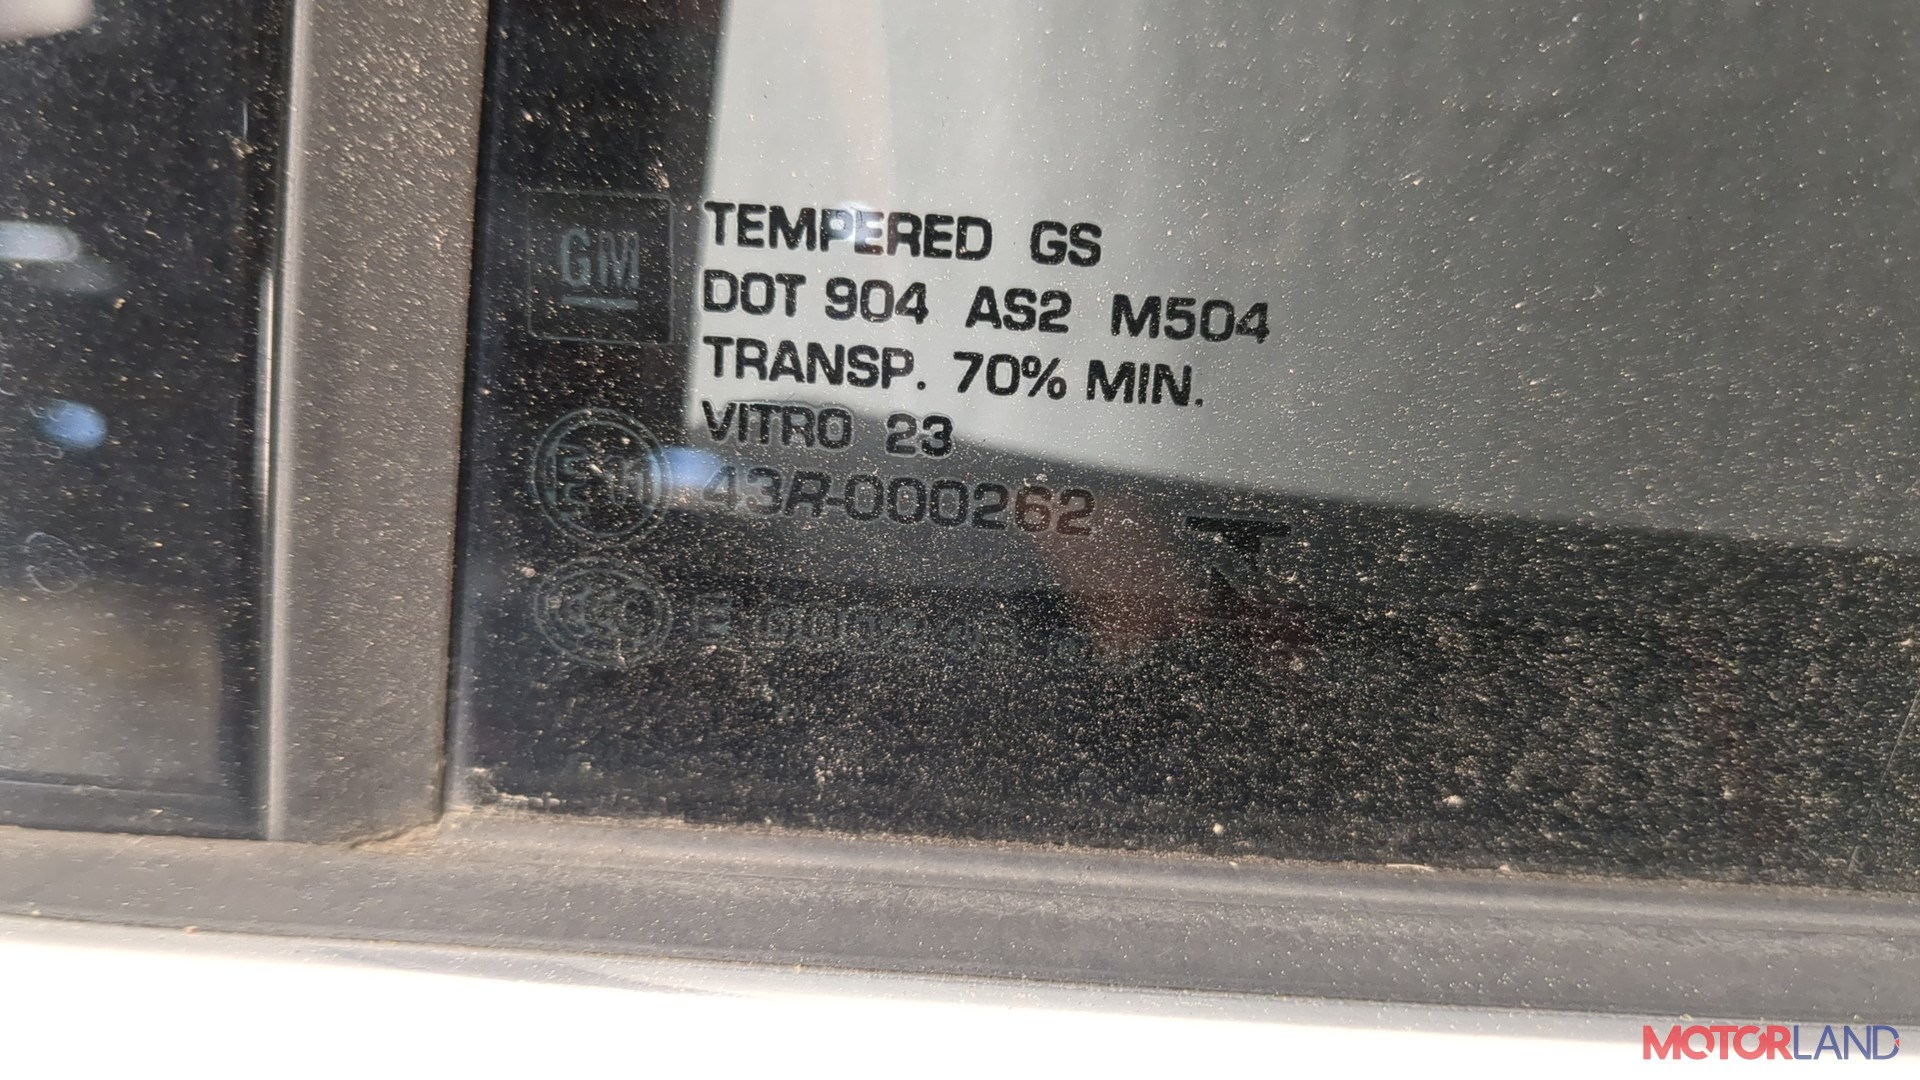 GM
TEMPERED GS
DOT 904 AS2 M504
TRANSP. 70% MIN.
VITRO 23
43R-000262
MOTORLAND